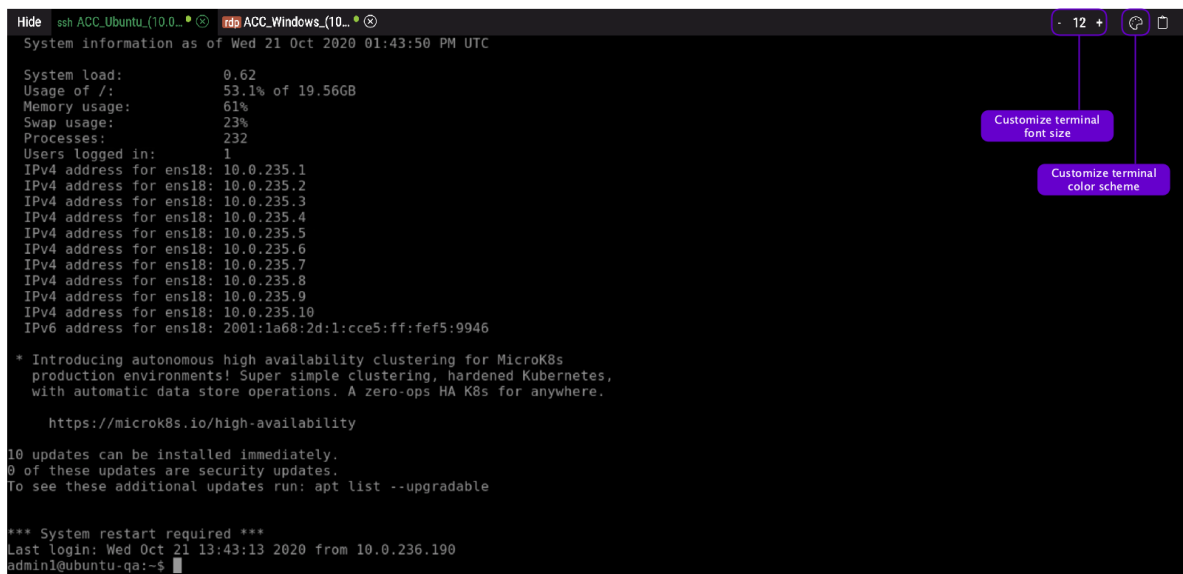 Hide ssh ACC_Ubuntu_(10.0... rdp ACC_Windows_(10... - 12 +
System information as of Wed 21 Oct 2020 01:43:50 PM UTC
System load: 0.62
Usage of /: 53.1% of 19.56GB
Memory usage: 61%
Swap usage: 23%
Processes: 232
Users logged in: 1
IPv4 address for ens18: 10.0.235.1
IPv4 address for ens18: 10.0.235.2
IPv4 address for ens18: 10.0.235.3
IPv4 address for ens18: 10.0.235.4
IPv4 address for ens18: 10.0.235.5
IPv4 address for ens18: 10.0.235.6
IPv4 address for ens18: 10.0.235.7
IPv4 address for ens18: 10.0.235.8
IPv4 address for ens18: 10.0.235.9
IPv4 address for ens18: 10.0.235.10
IPv6 address for ens18: 2001:1a68:2d:1:cce5:ff:fef5:9946
* Introducing autonomous high availability clustering for MicroK8s
production environments! Super simple clustering, hardened Kubernetes,
with automatic data store operations. A zero-ops HA K8s for anywhere.
https://microk8s.io/high-availability
10 updates can be installed immediately.
0 of these updates are security updates.
To see these additional updates run: apt list --upgradable
*** System restart required ***
Last login: Wed Oct 21 13:43:13 2020 from 10.0.236.190
admin1@ubuntu-qa:~$
Customize terminal
font size
Customize terminal
color scheme